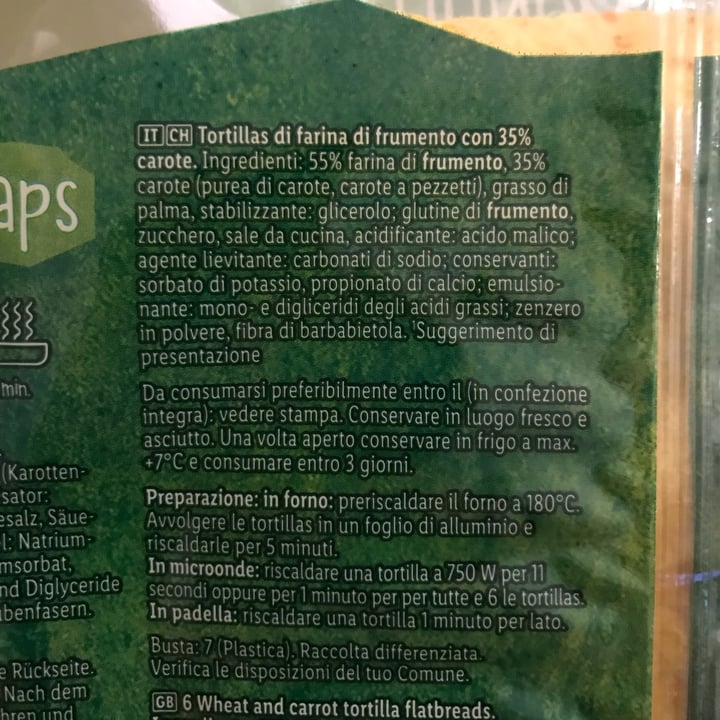 aps
min.
(Karotten-
sator:
esalz, Säue-
l: Natrium-
msorbat,
nd Diglyceride
benfasern.
e Rückseite.
Nach dem
hren und
IT CH Tortillas di farina di frumento con 35%
carote. Ingredienti: 55% farina di frumento, 35%
carote (purea di carote, carote a pezzetti), grasso di
palma, stabilizzante: glicerolo; glutine di frumento,
zucchero, sale da cucina, acidificante: acido malico;
agente lievitante: carbonati di sodio; conservanti:
sorbato di potassio, propionato di calcio; emulsio-
nante: mono- e digliceridi degli acidi grassi; zenzero
in polvere, fibra di barbabietola. ¹Suggerimento di
presentazione
Da consumarsi preferibilmente entro il (in confezione
integra): vedere stampa. Conservare in luogo fresco e
asciutto. Una volta aperto conservare in frigo a max.
+7°C e consumare entro 3 giorni.
Preparazione: in forno: preriscaldare il forno a 180°C.
Avvolgere le tortillas in un foglio di alluminio e
riscaldarle per 5 minuti.
In microonde: riscaldare una tortilla a 750 W per 11
secondi oppure per 1 minuto per per tutte e 6 le tortillas.
In padella: riscaldare una tortilla 1 minuto per lato.
Busta: 7 (Plastica). Raccolta differenziata.
Verifica le disposizioni del tuo Comune.
GB 6 Wheat and carrot tortilla flatbreads.